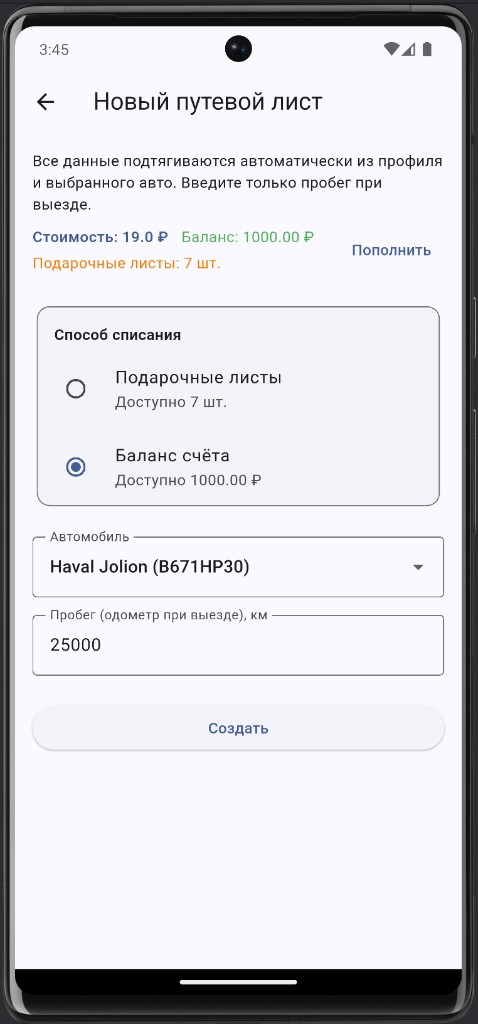 3:45
Новый путевой лист
Все данные подтягиваются автоматически из профиля
и выбранного авто. Введите только пробег при
выезде.
Стоимость: 19.0 ₽ Баланс: 1000.00 ₽
Подарочные листы: 7 шт.
Пополнить
Способ списания
Подарочные листы
Доступно 7 шт.
Баланс счёта
Доступно 1000.00 ₽
Автомобиль
Haval Jolion (В671НР30)
Пробег (одометр при выезде), км
25000
Создать